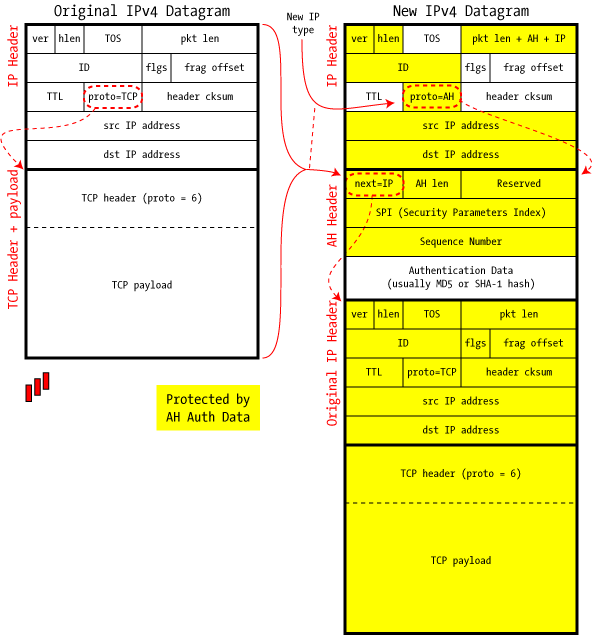 Original IPv4 Datagram
IP Header
ver hlen TOS pkt len
ID flgs frag offset
TTL proto=TCP header cksum
src IP address
dst IP address
TCP Header + payload
TCP header (proto = 6)
TCP payload
Protected by
AH Auth Data
New IP
type
New IPv4 Datagram
IP Header
ver hlen TOS pkt len + AH + IP
ID flgs frag offset
TTL proto=AH header cksum
src IP address
dst IP address
AH Header
next=IP AH len Reserved
SPI (Security Parameters Index)
Sequence Number
Authentication Data
(usually MD5 or SHA-1 hash)
Original IP Header
ver hlen TOS pkt len
ID flgs frag offset
TTL proto=TCP header cksum
src IP address
dst IP address
TCP header (proto = 6)
TCP payload